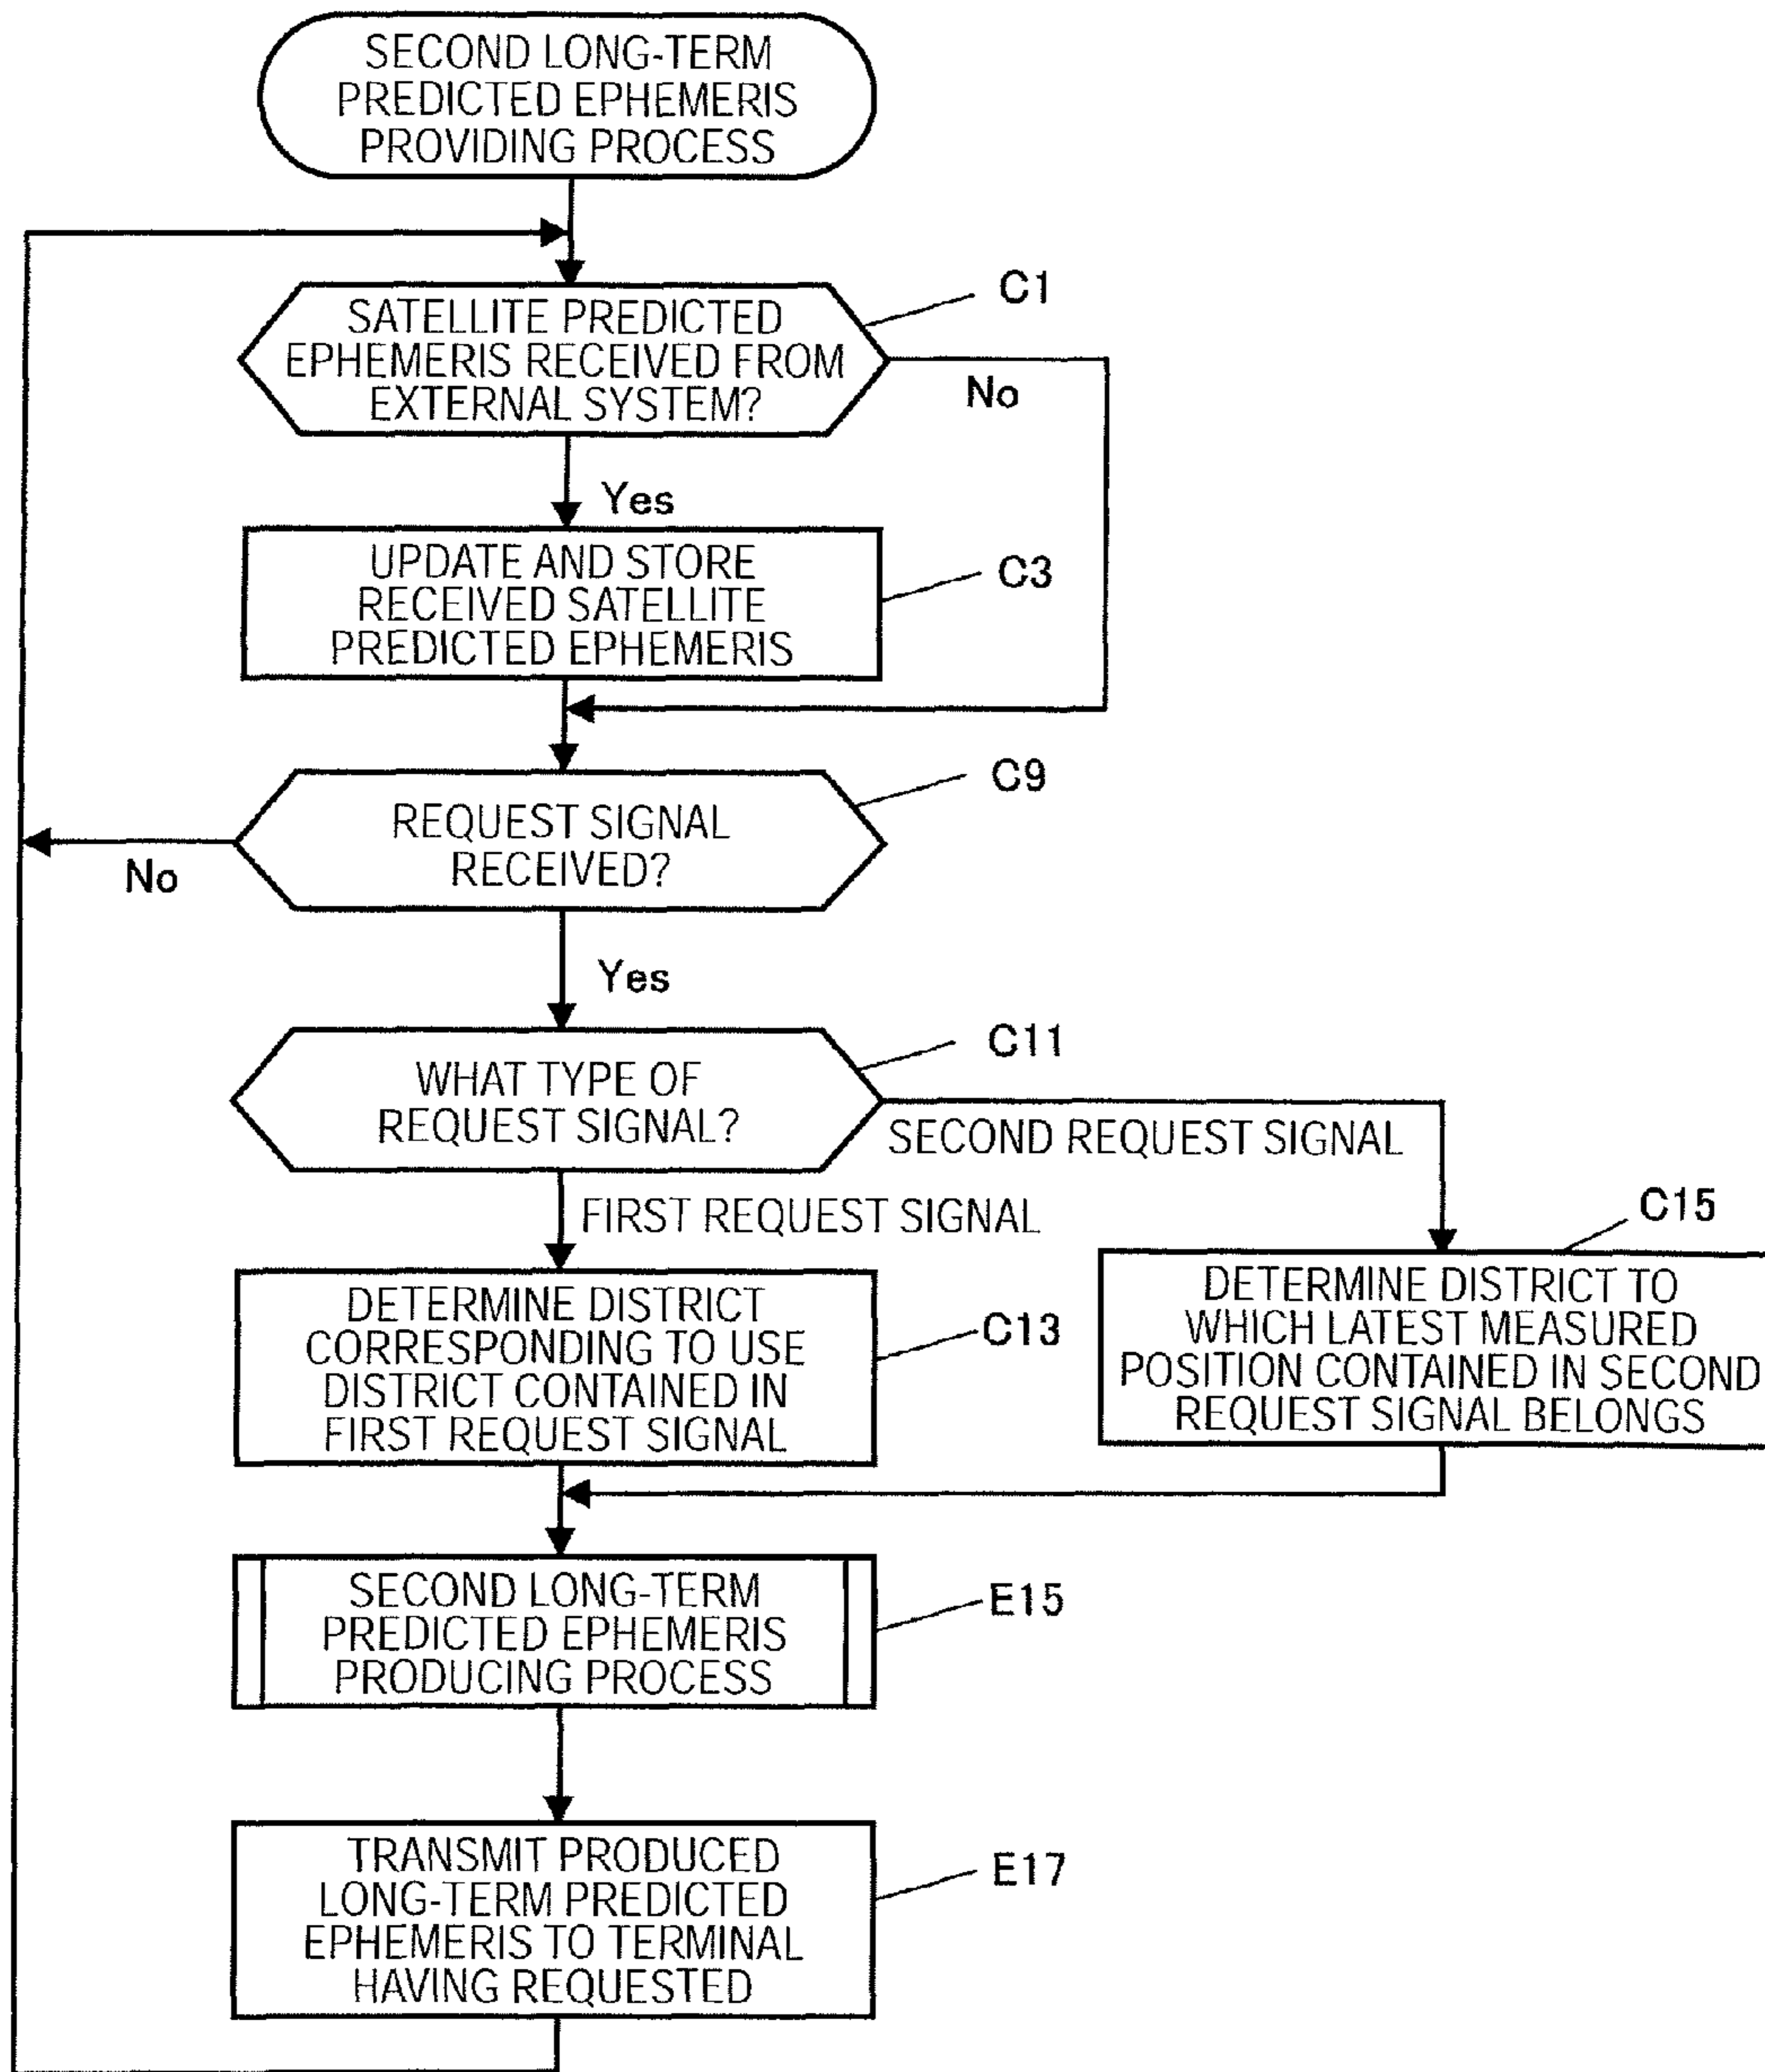 SECOND LONG-TERM
PREDICTED EPHEMERIS
PROVIDING PROCESS
C1
SATELLITE PREDICTED
EPHEMERIS RECEIVED FROM
EXTERNAL SYSTEM?
No
Yes
C3
UPDATE AND STORE
RECEIVED SATELLITE
PREDICTED EPHEMERIS
C9
REQUEST SIGNAL
RECEIVED?
No
Yes
C11
WHAT TYPE OF
REQUEST SIGNAL?
SECOND REQUEST SIGNAL
FIRST REQUEST SIGNAL
C13
DETERMINE DISTRICT
CORRESPONDING TO USE
DISTRICT CONTAINED IN
FIRST REQUEST SIGNAL
C15
DETERMINE DISTRICT TO
WHICH LATEST MEASURED
POSITION CONTAINED IN SECOND
REQUEST SIGNAL BELONGS
SECOND LONG-TERM
PREDICTED EPHEMERIS
PRODUCING PROCESS
E15
TRANSMIT PRODUCED
LONG-TERM PREDICTED
EPHEMERIS TO TERMINAL
HAVING REQUESTED
E17